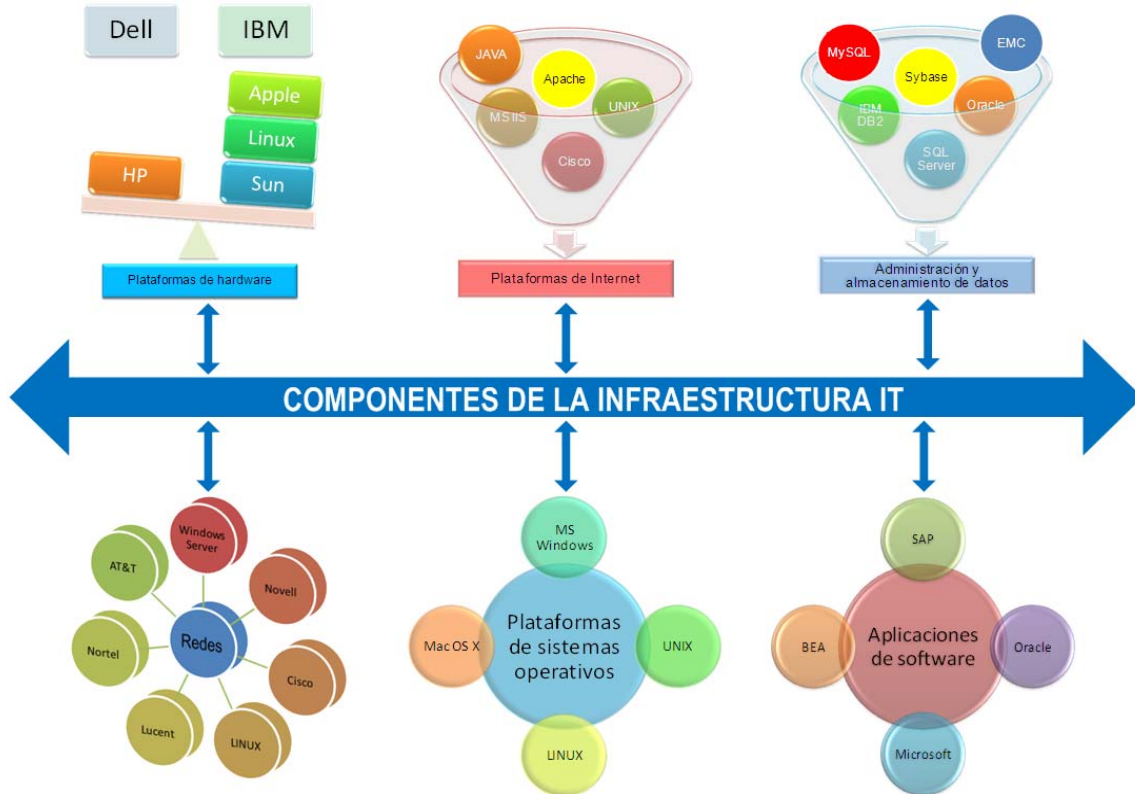 Dell
IBM
Apple
Linux
HP
Sun
Plataformas de hardware
JAVA
Apache
MS IIS
UNIX
Cisco
Plataformas de Internet
MySQL
EMC
Sybase
IBM
DB2
Oracle
SQL
Server
Administración y
almacenamiento de datos
COMPONENTES DE LA INFRAESTRUCTURA IT
Windows
Server
AT&T
Novell
Redes
Nortel
Cisco
Lucent
LINUX
MS
Windows
Mac OS X
Plataformas
de sistemas
operativos
UNIX
LINUX
SAP
BEA
Aplicaciones
de software
Oracle
Microsoft